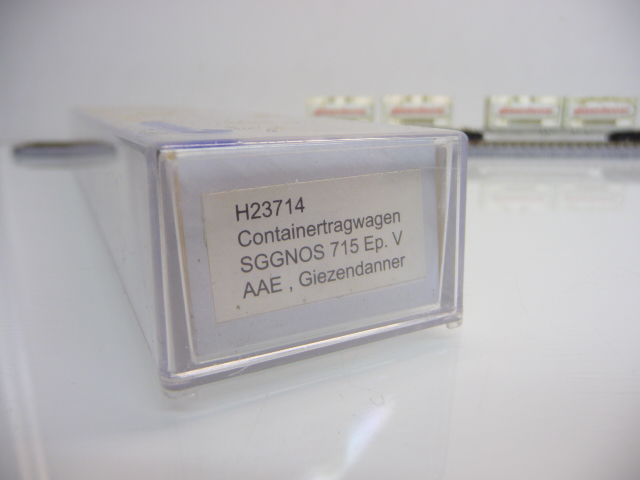 H23714
Containertragwagen
SGGNOS 715 Ep. V
AAE , Giezendanner